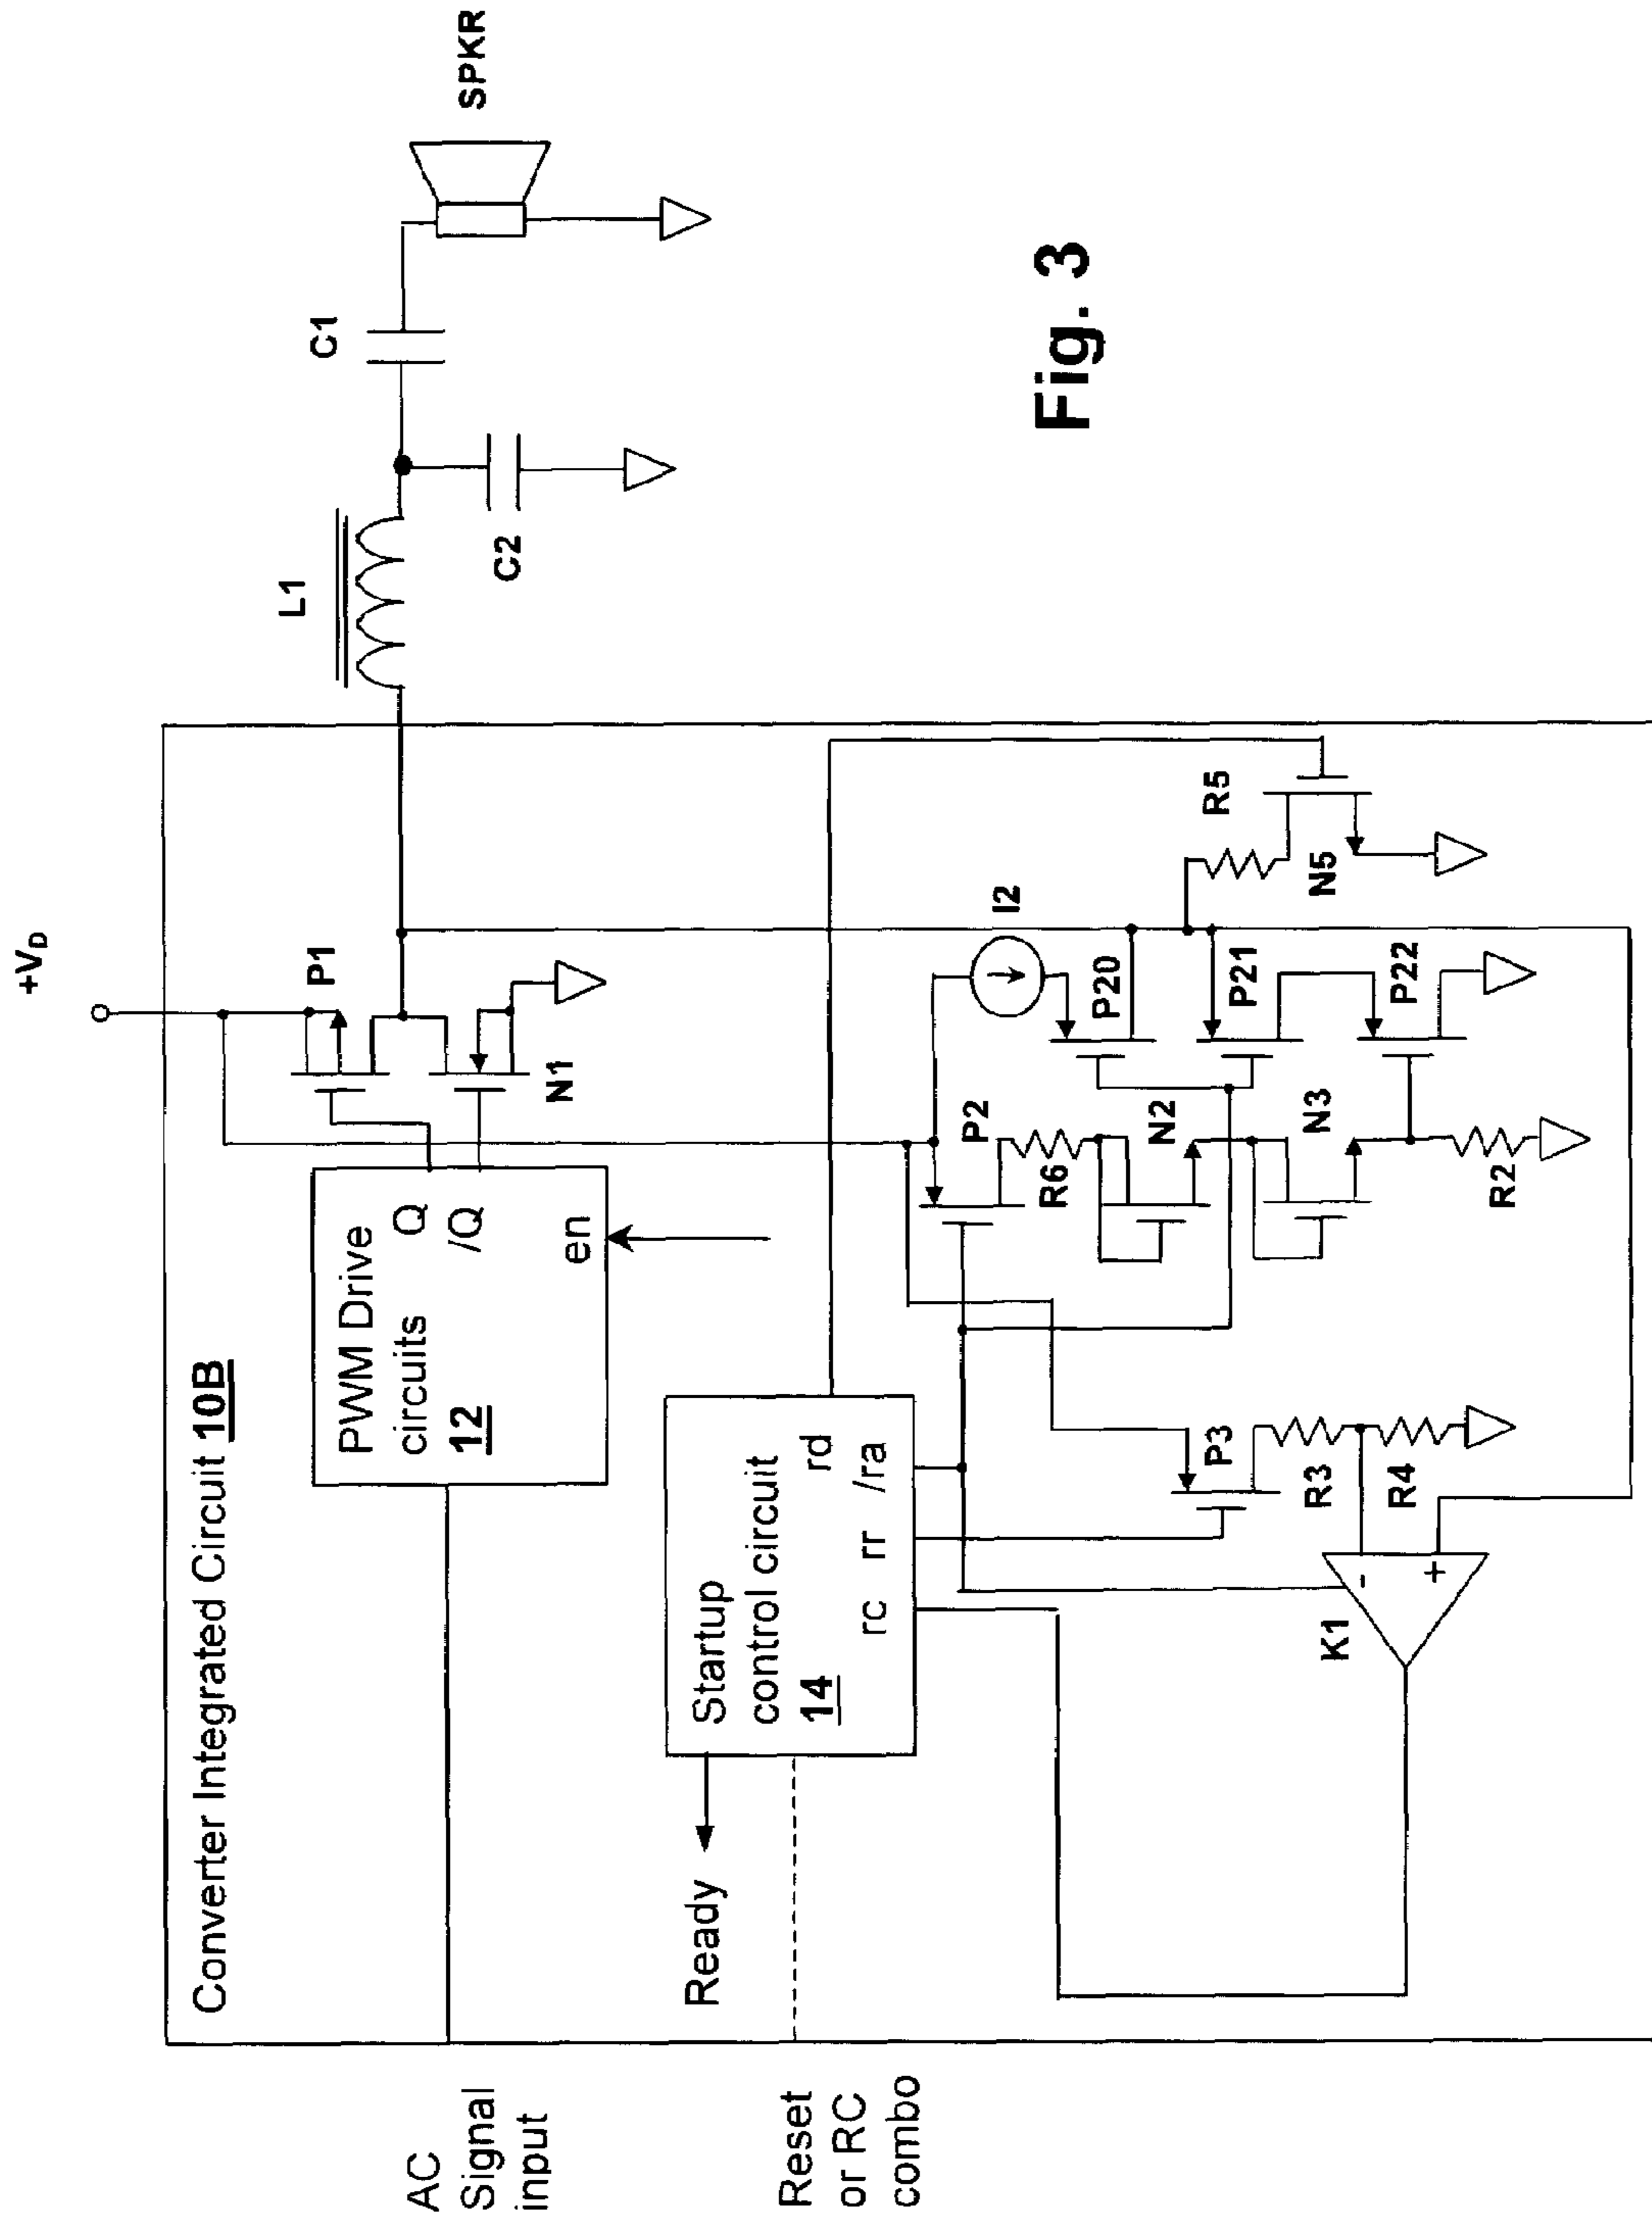 +VD
Converter Integrated Circuit 10B
P1
N1
L1
C1
C2
SPKR
PWM Drive
circuits
12
Q
/Q
en
AC
Signal
input
Startup
control circuit
14
rd
/ra
rr
rc
Ready
Reset
or RC
combo
P2
R6
N2
N3
R2
I2
P20
P21
P22
R5
N5
P3
R3
R4
K1
-
+
Fig. 3